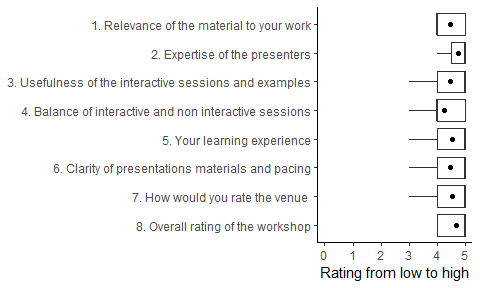 1. Relevance of the material to your work
2. Expertise of the presenters
3. Usefulness of the interactive sessions and examples
4. Balance of interactive and non interactive sessions
5. Your learning experience
6. Clarity of presentations materials and pacing
7. How would you rate the venue
8. Overall rating of the workshop
0 1 2 3 4 5
Rating from low to high